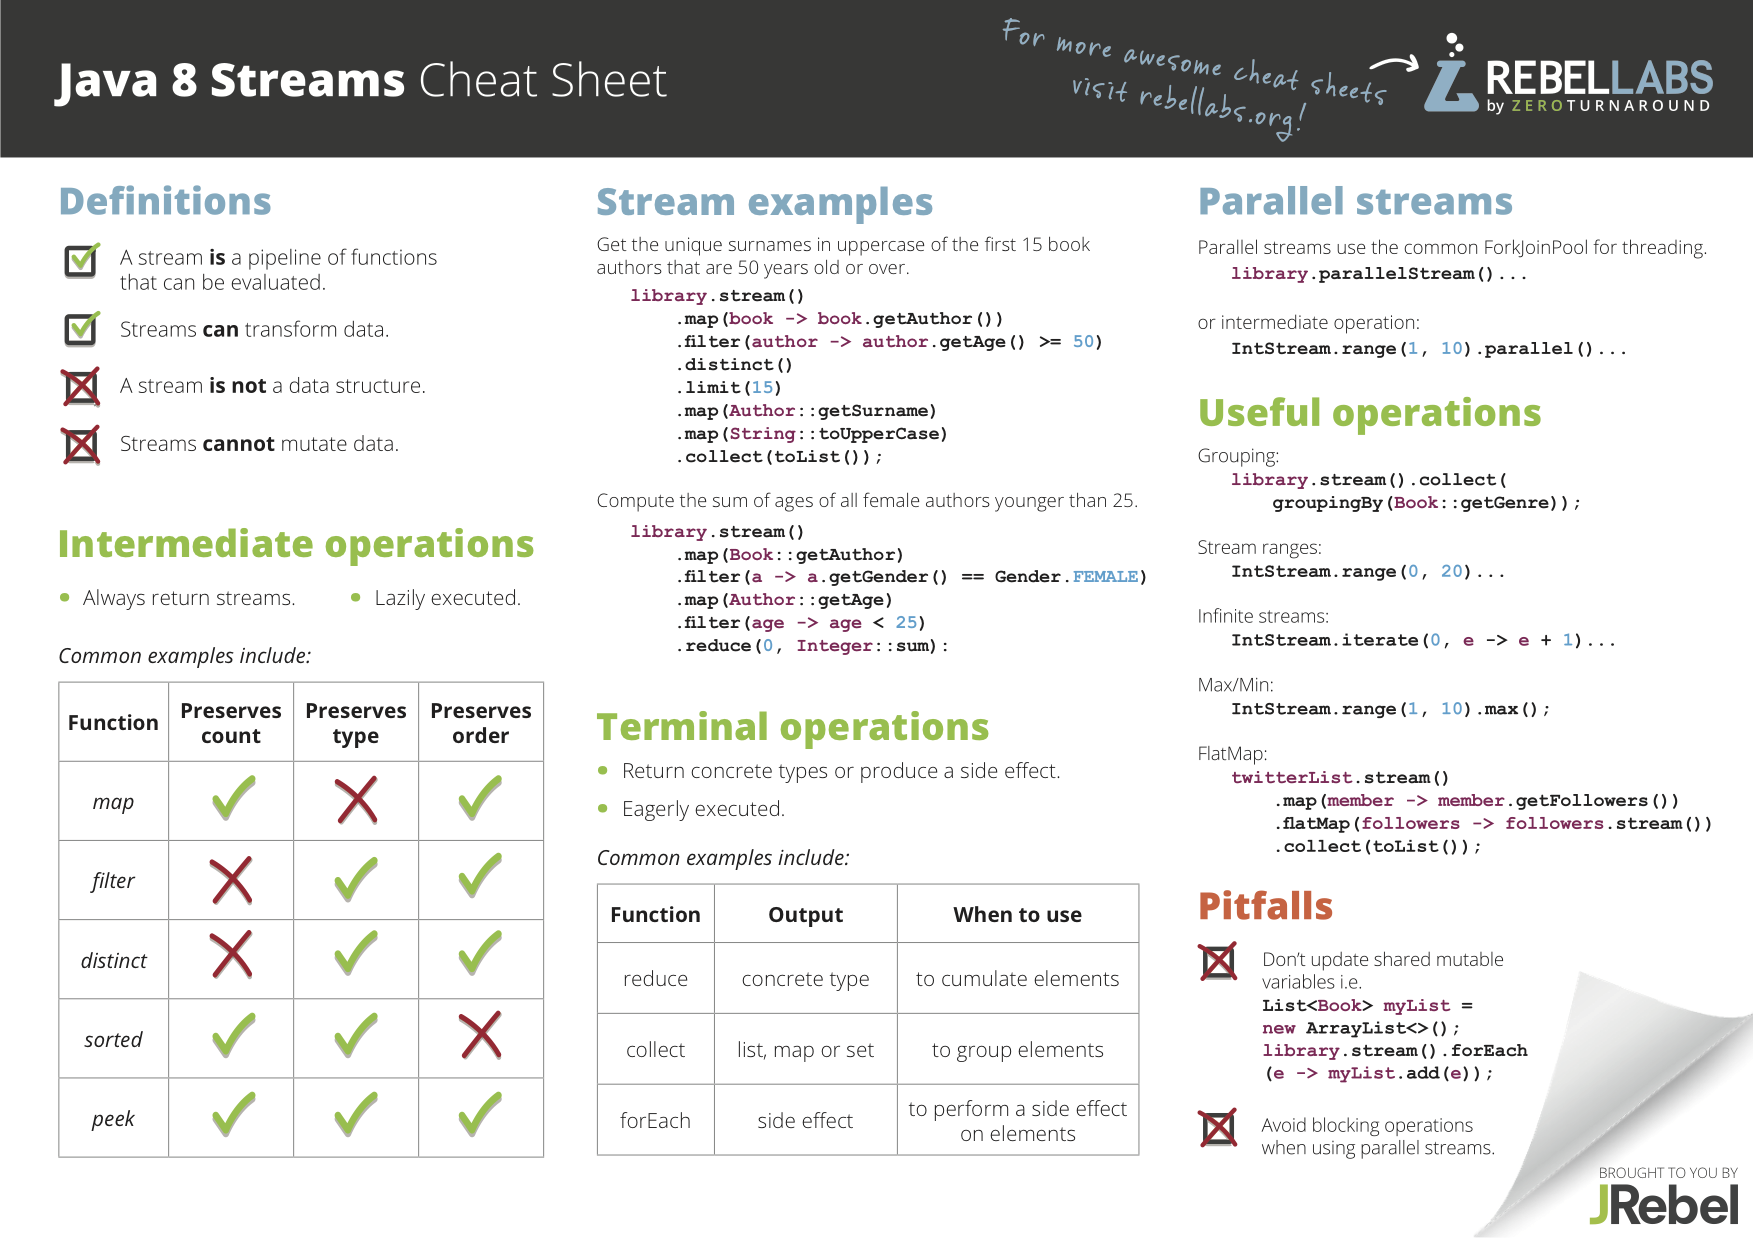 Java 8 Streams Cheat Sheet
For more awesome cheat sheets
visit rebellabs.org!
REBELLABS
by ZEROTURNAROUND
Definitions
A stream is a pipeline of functions
that can be evaluated.
Streams can transform data.
A stream is not a data structure.
Streams cannot mutate data.
Intermediate operations
• Always return streams.
• Lazily executed.
Common examples include:
Function Preserves count Preserves type Preserves order
map
filter
distinct
sorted
peek
Stream examples
Get the unique surnames in uppercase of the first 15 book
authors that are 50 years old or over.
library.stream()
.map(book -> book.getAuthor())
.filter(author -> author.getAge() >= 50)
.distinct()
.limit(15)
.map(Author::getSurname)
.map(String::toUpperCase)
.collect(toList());
Compute the sum of ages of all female authors younger than 25.
library.stream()
.map(Book::getAuthor)
.filter(a -> a.getGender() == Gender.FEMALE)
.map(Author::getAge)
.filter(age -> age < 25)
.reduce(0, Integer::sum):
Terminal operations
• Return concrete types or produce a side effect.
• Eagerly executed.
Common examples include:
Function Output When to use
reduce concrete type to cumulate elements
collect list, map or set to group elements
forEach side effect to perform a side effect
on elements
Parallel streams
Parallel streams use the common ForkJoinPool for threading.
library.parallelStream()...
or intermediate operation:
IntStream.range(1, 10).parallel()...
Useful operations
Grouping:
library.stream().collect(
groupingBy(Book::getGenre));
Stream ranges:
IntStream.range(0, 20)...
Infinite streams:
IntStream.iterate(0, e -> e + 1)...
Max/Min:
IntStream.range(1, 10).max();
FlatMap:
twitterList.stream()
.map(member -> member.getFollowers())
.flatMap(followers -> followers.stream())
.collect(toList());
Pitfalls
Don’t update shared mutable
variables i.e.
List<Book> myList =
new ArrayList<>();
library.stream().forEach
(e -> myList.add(e));
Avoid blocking operations
when using parallel streams.
BROUGHT TO YOU BY
JRebel